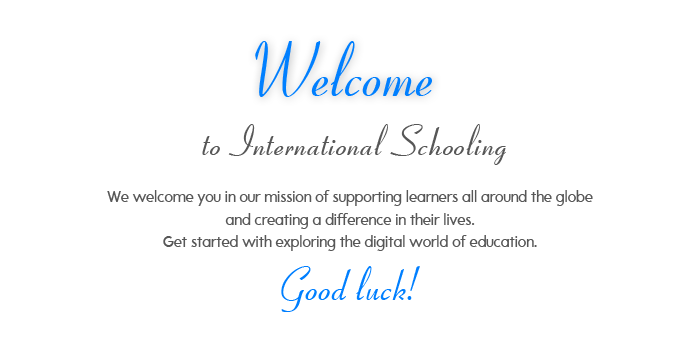 Welcome
to International Schooling
We welcome you in our mission of supporting learners all around the globe
and creating a difference in their lives.
Get started with exploring the digital world of education.
Good luck!